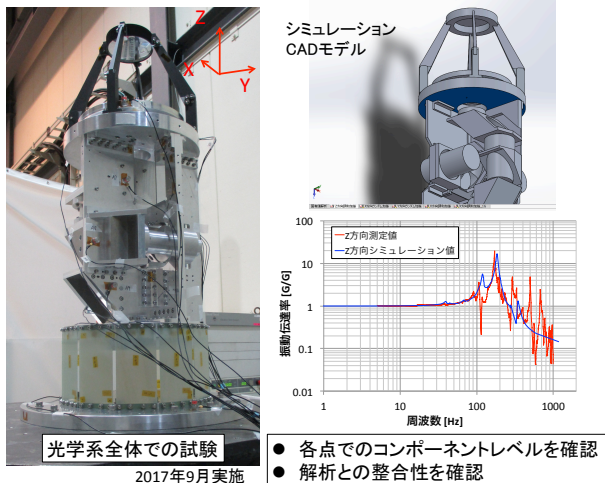 Z
X
Y
シミュレーション
CADモデル
100
10
1
0.1
0.01
振動伝達率 [G/G]
z方向測定値
z方向シミュレーション値
1
10
100
1000
周波数 [Hz]
光学系全体での試験
2017年9月実施
● 各点でのコンポーネントレベルを確認
● 解析との整合性を確認